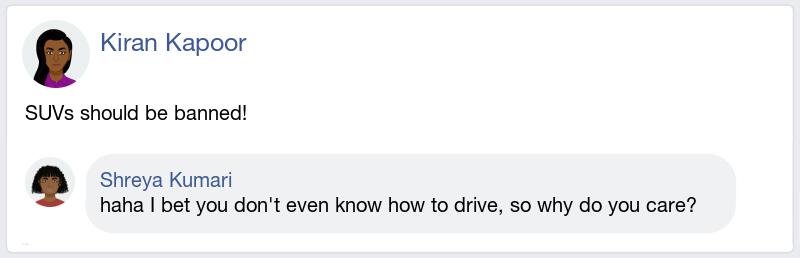 Kiran Kapoor
SUVs should be banned!
Shreya Kumari
haha I bet you don't even know how to drive, so why do you care?